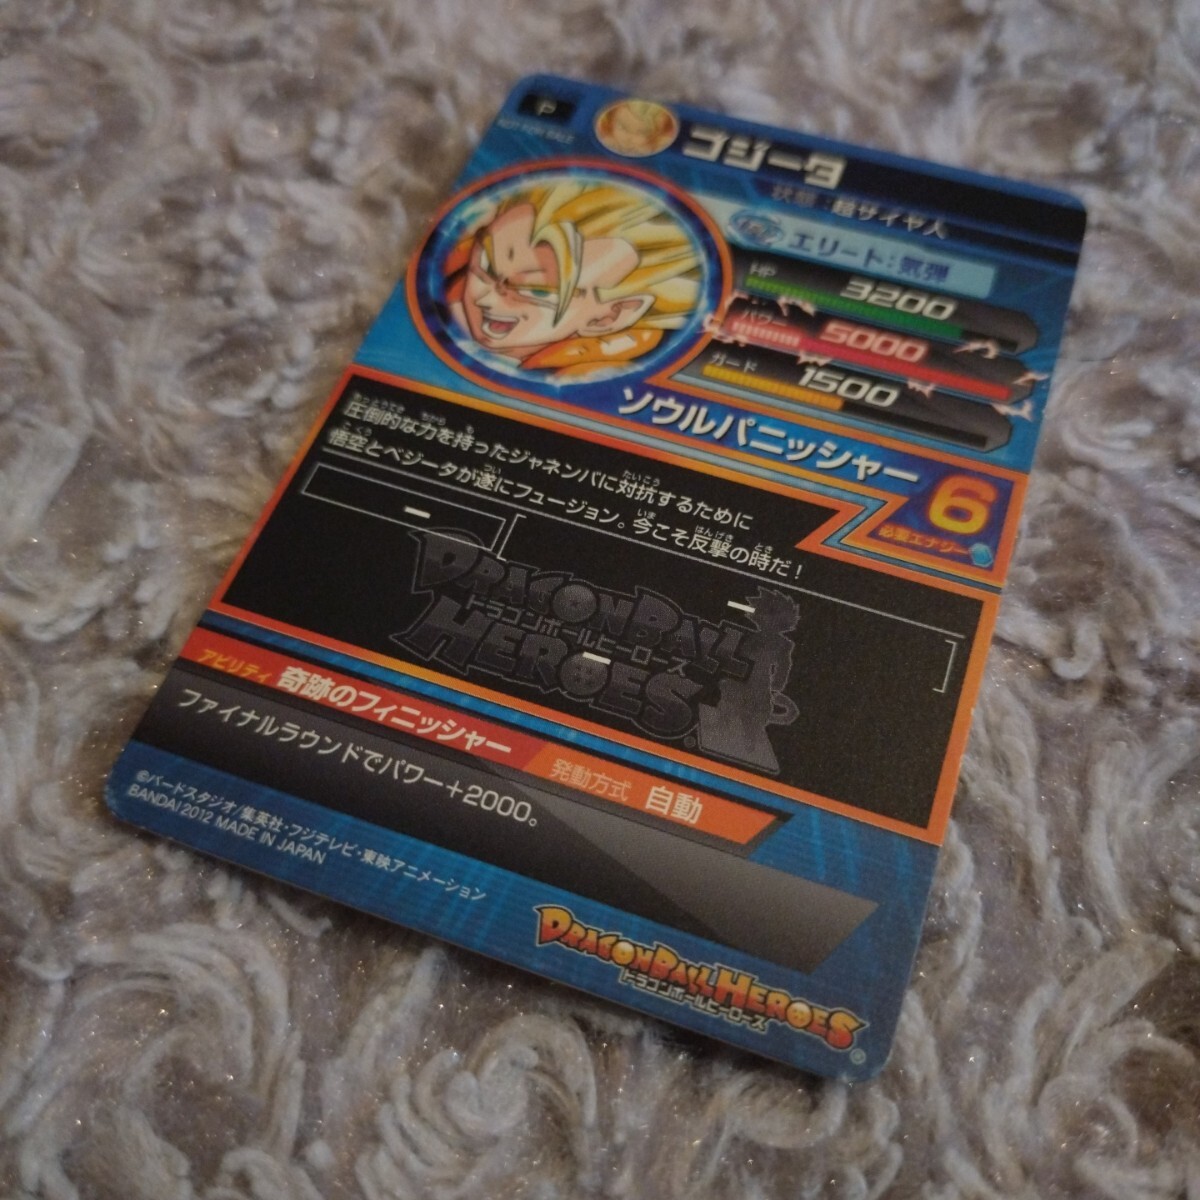 P
NOT FOR SALE
ゴジータ
状態：超サイヤ人
エリート：気弾
HP 3200
パワー 5000
ガード 1500
ソウルパニッシャー
6
必要エナジー
圧倒的な力を持ったジャネンバに対抗するために
悟空とベジータが遂にフュージョン。今こそ反撃の時だ！
DRAGON BALL
ドラゴンボールヒーローズ
HEROES
アビリティ 奇跡のフィニッシャー 発動方式 自動
ファイナルラウンドでパワー+2000。
©バードスタジオ/集英社・フジテレビ・東映アニメーション
BANDAI 2012 MADE IN JAPAN
DRAGON BALL HEROES
ドラゴンボールヒーローズ